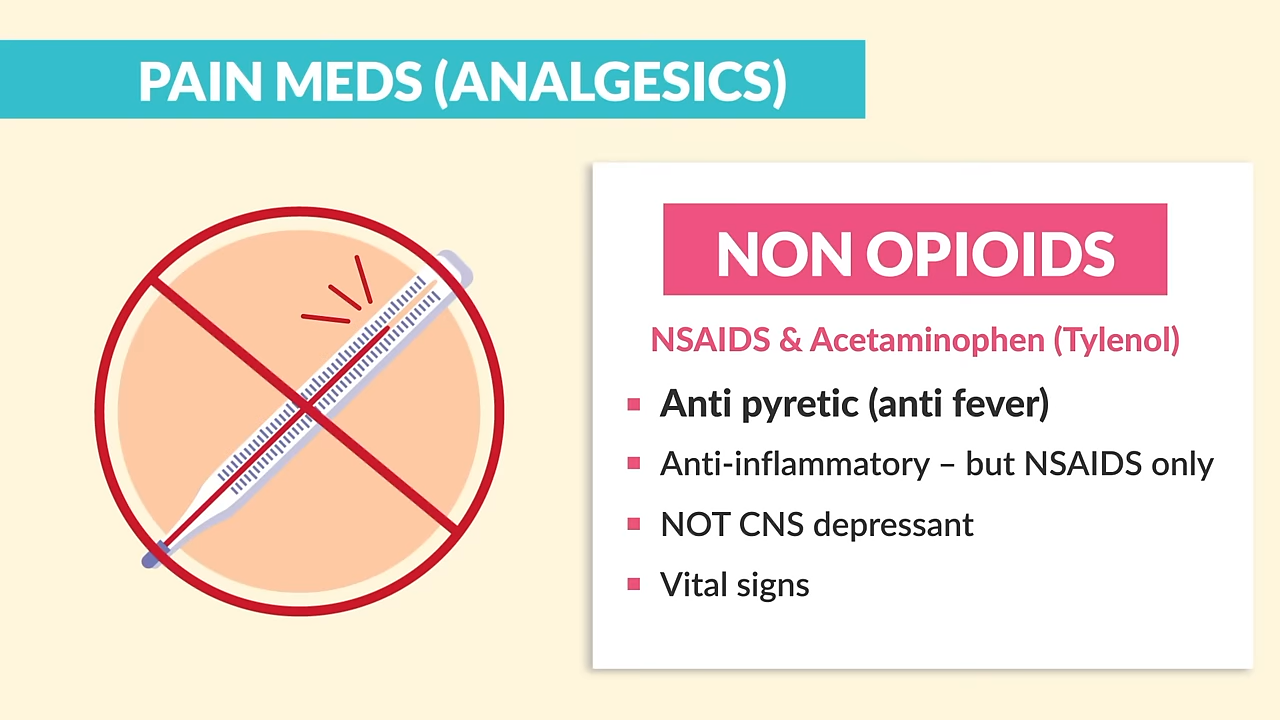 PAIN MEDS (ANALGESICS)
NON OPIOIDS
NSAIDS & Acetaminophen (Tylenol)
Anti pyretic (anti fever)
Anti-inflammatory – but NSAIDS only
NOT CNS depressant
Vital signs